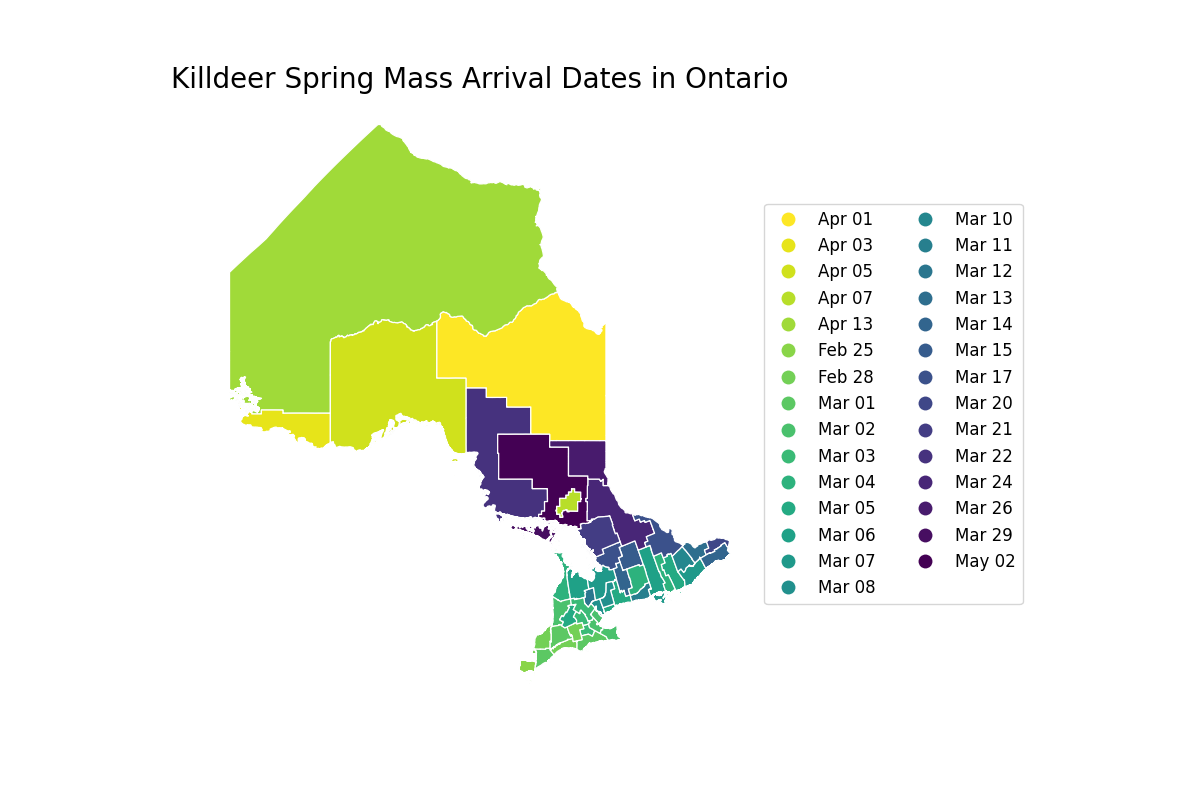 Killdeer Spring Mass Arrival Dates in Ontario
Apr 01
Apr 03
Apr 05
Apr 07
Apr 13
Feb 25
Feb 28
Mar 01
Mar 02
Mar 03
Mar 04
Mar 05
Mar 06
Mar 07
Mar 08
Mar 10
Mar 11
Mar 12
Mar 13
Mar 14
Mar 15
Mar 17
Mar 20
Mar 21
Mar 22
Mar 24
Mar 26
Mar 29
May 02